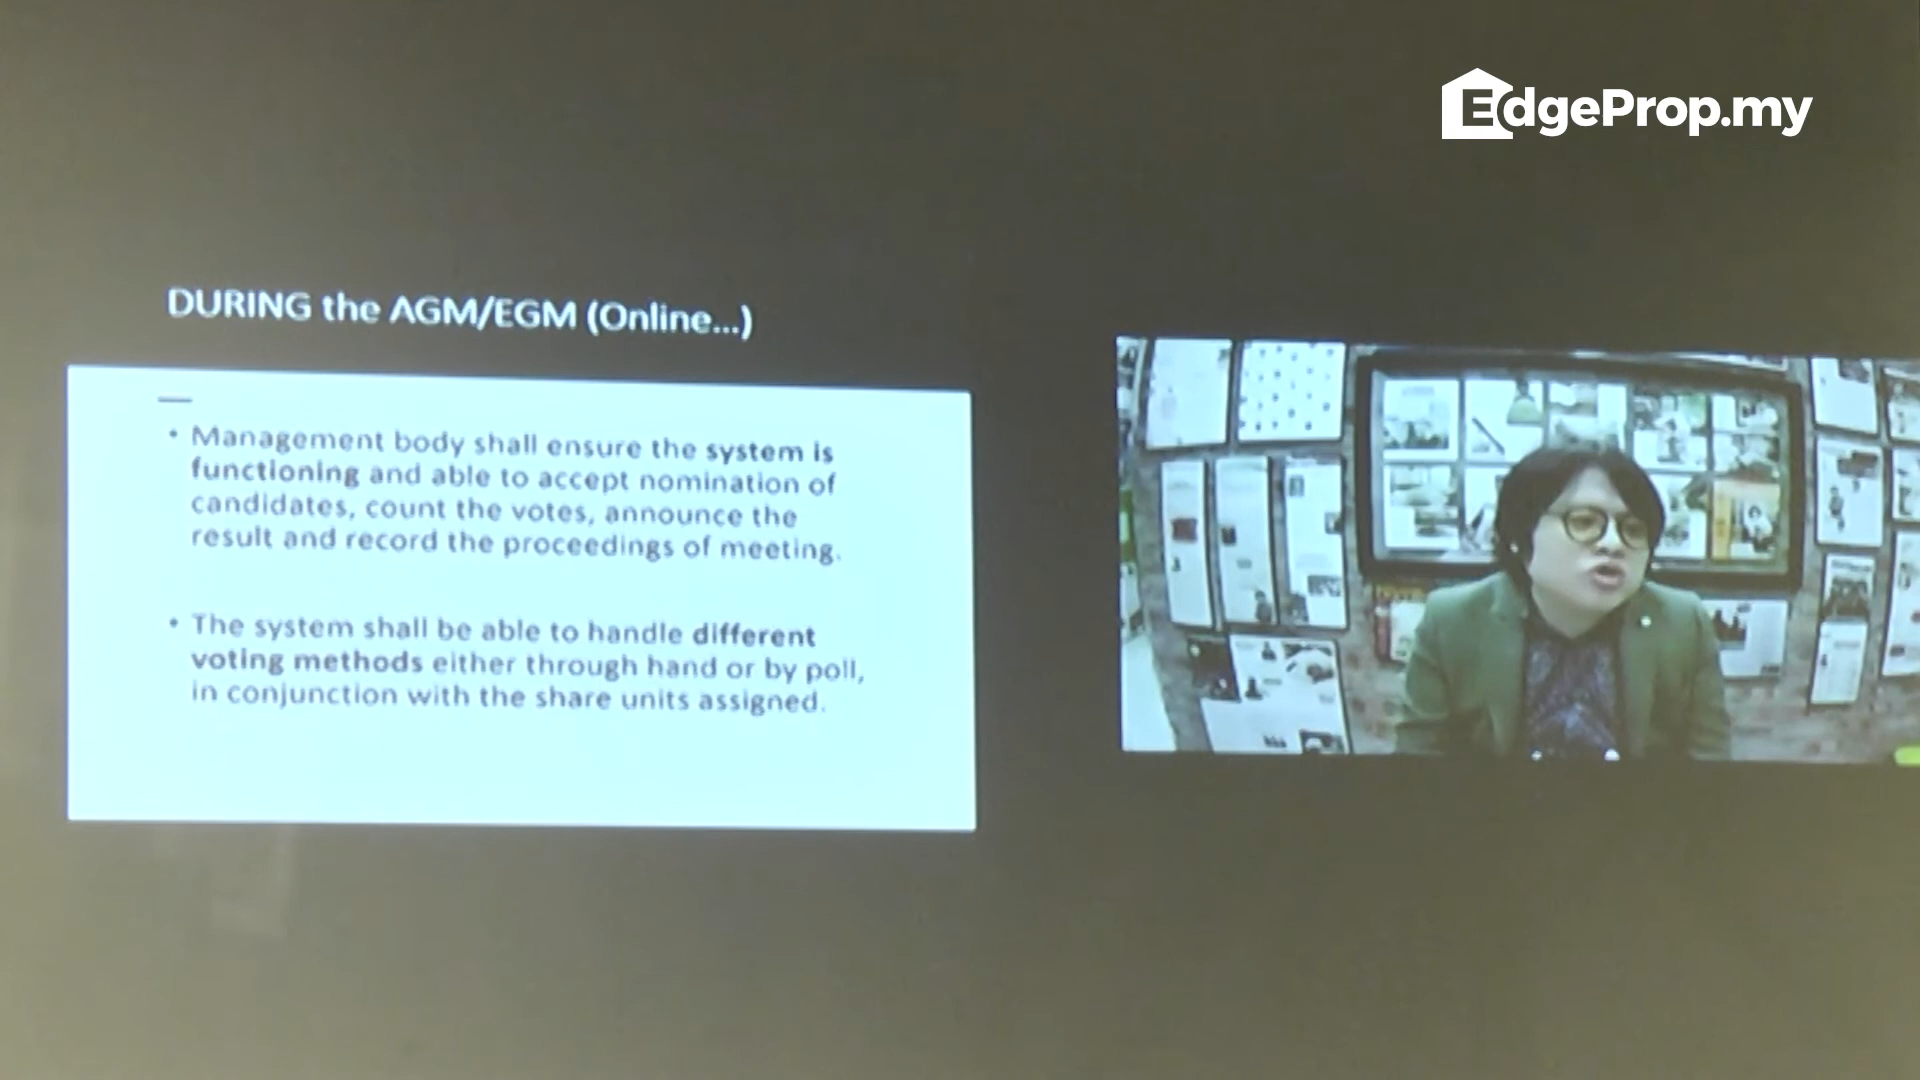 EdgeProp.my
DURING the AGM/EGM (Online...)
• Management body shall ensure the system is
functioning and able to accept nomination of
candidates, count the votes, announce the
result and record the proceedings of meeting.
• The system shall be able to handle different
voting methods either through hand or by poll,
in conjunction with the share units assigned.